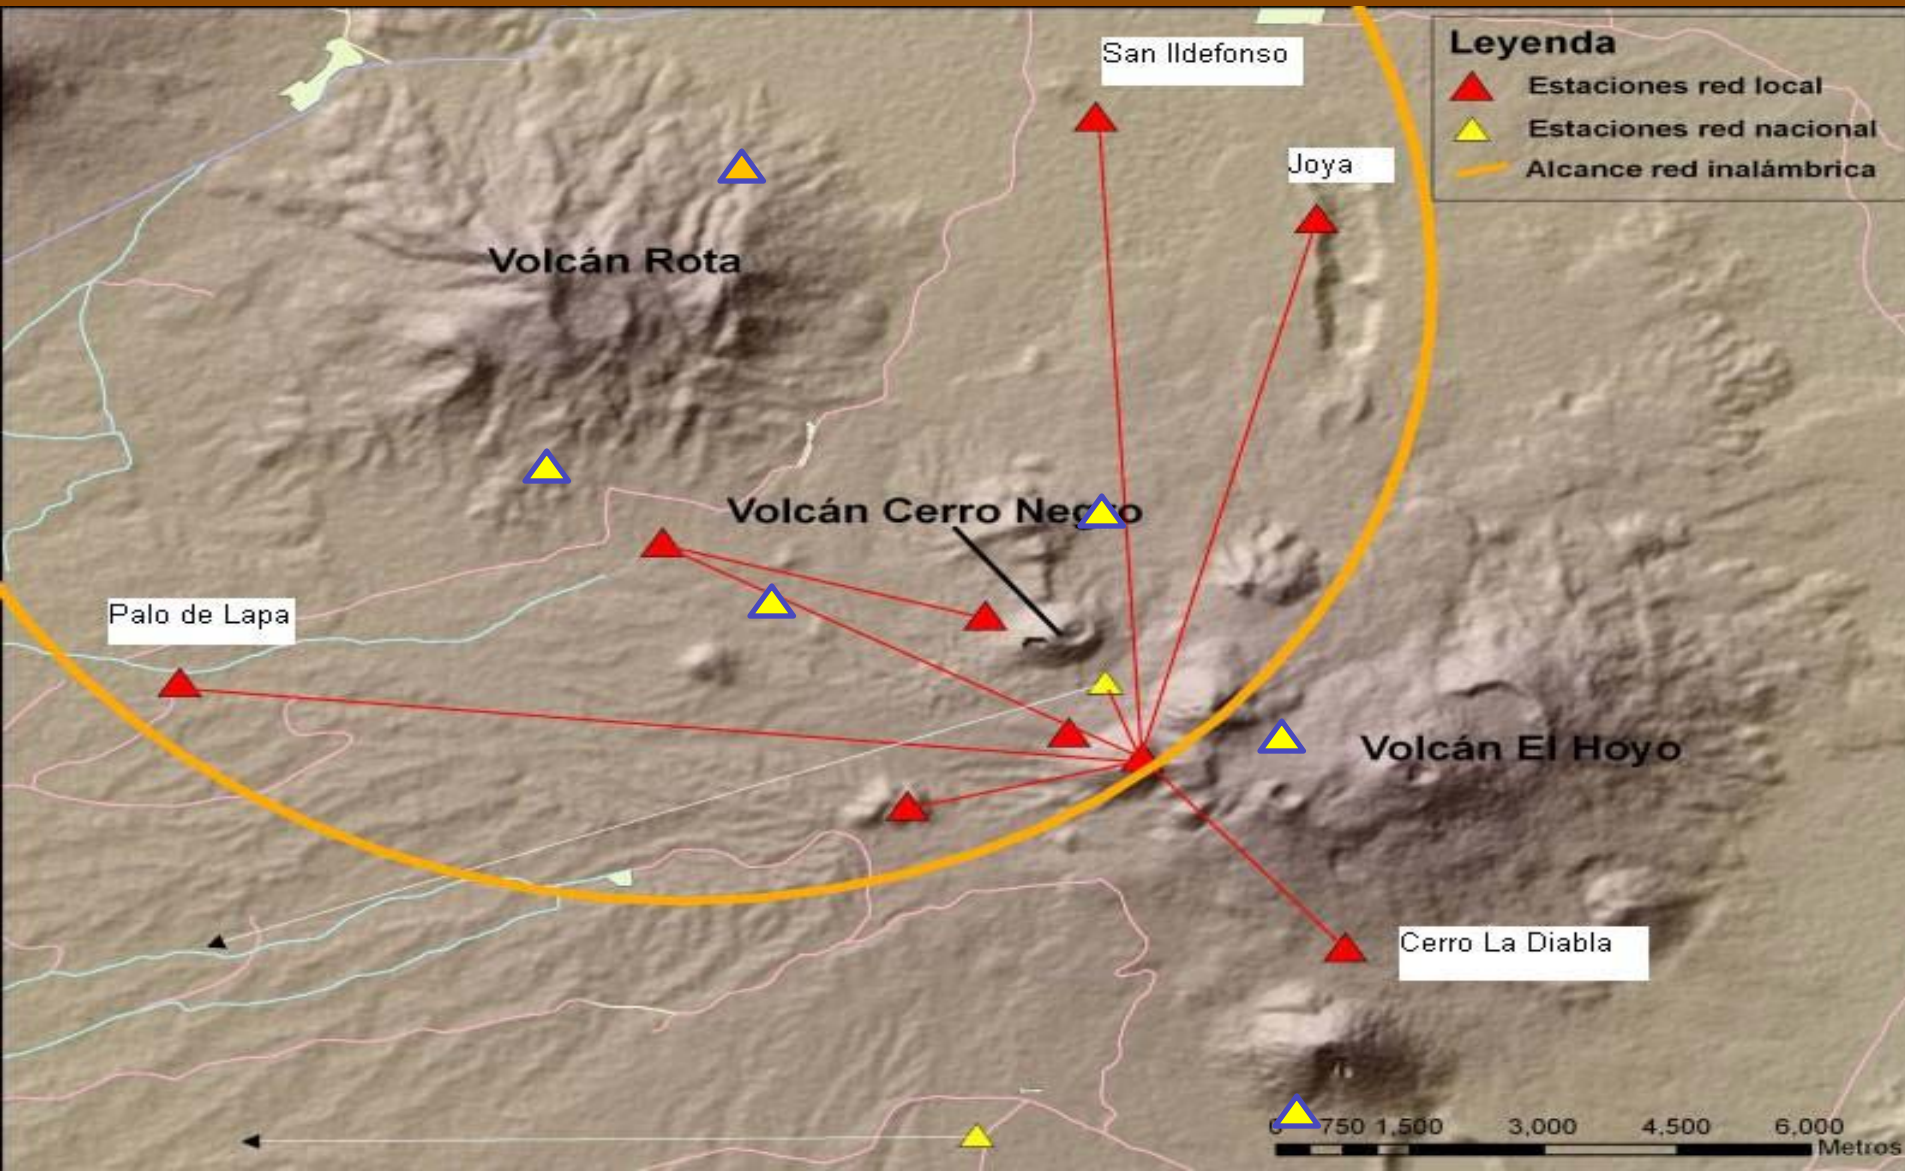 San Ildefonso
Leyenda
Estaciones red local
Estaciones red nacional
Alcance red inalámbrica
Joya
Volcán Rota
Volcán Cerro Negro
Palo de Lapa
Volcán El Hoyo
Cerro La Diabla
0 750 1,500 3,000 4,500 6,000
Metros